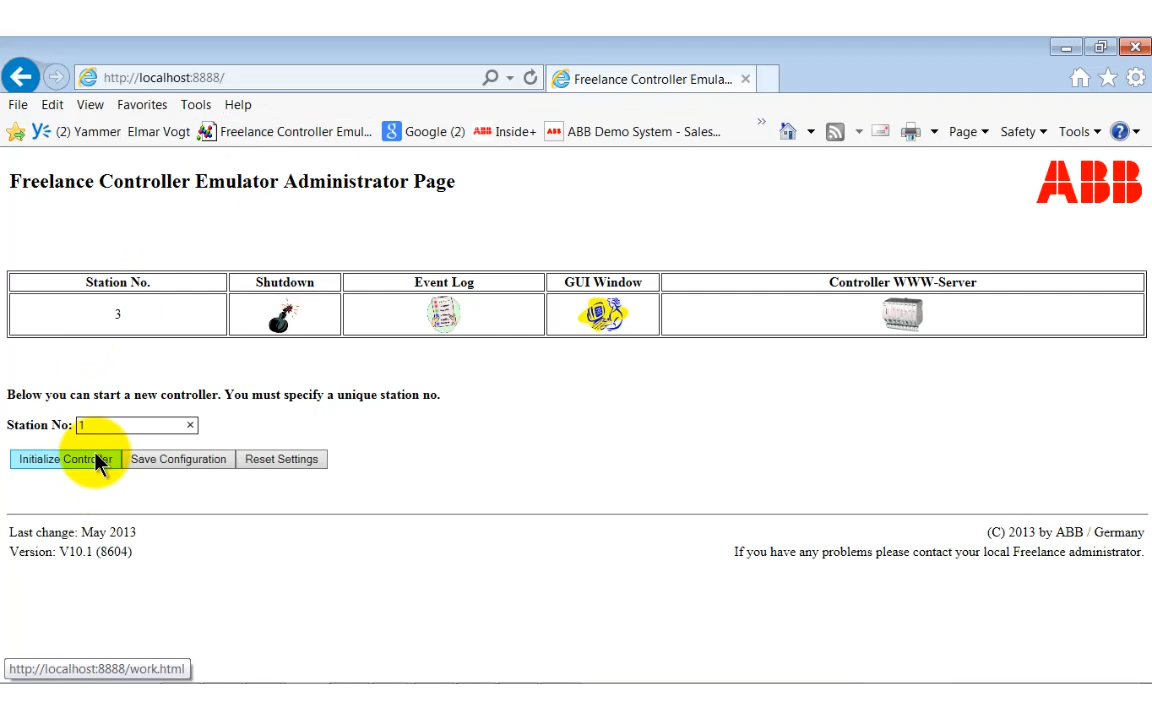 http://localhost:8888/
Freelance Controller Emula... ×
File Edit View Favorites Tools Help
(2) Yammer Elmar Vogt Freelance Controller Emul... Google (2) ABB Inside+ ABB ABB Demo System - Sales... » Page Safety Tools
Freelance Controller Emulator Administrator Page
ABB
Station No. Shutdown Event Log GUI Window Controller WWW-Server
3
Below you can start a new controller. You must specify a unique station no.
Station No: 1 ×
Initialize Controller Save Configuration Reset Settings
Last change: May 2013 (C) 2013 by ABB / Germany
Version: V10.1 (8604) If you have any problems please contact your local Freelance administrator.
http://localhost:8888/work.html